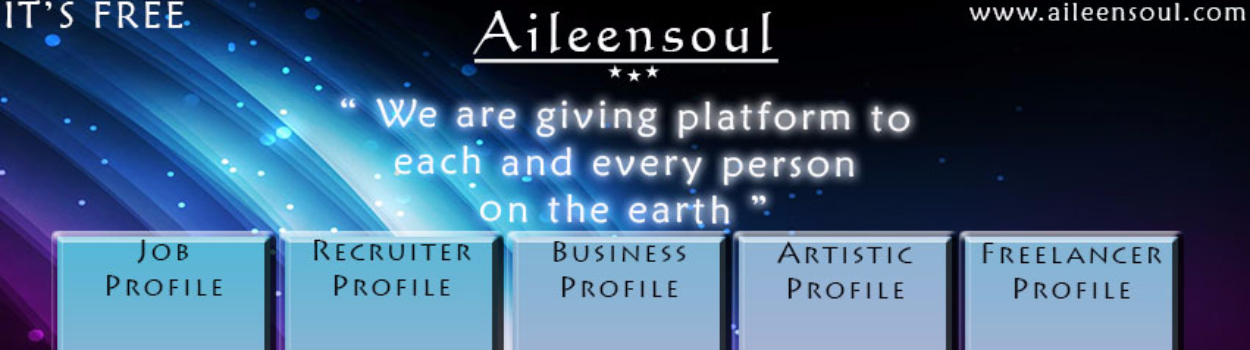 IT'S FREE
www.aileensoul.com
Aileensoul
“ We are giving platform to
each and every person
on the earth ”
JOB
PROFILE
RECRUITER
PROFILE
BUSINESS
PROFILE
ARTISTIC
PROFILE
FREELANCER
PROFILE